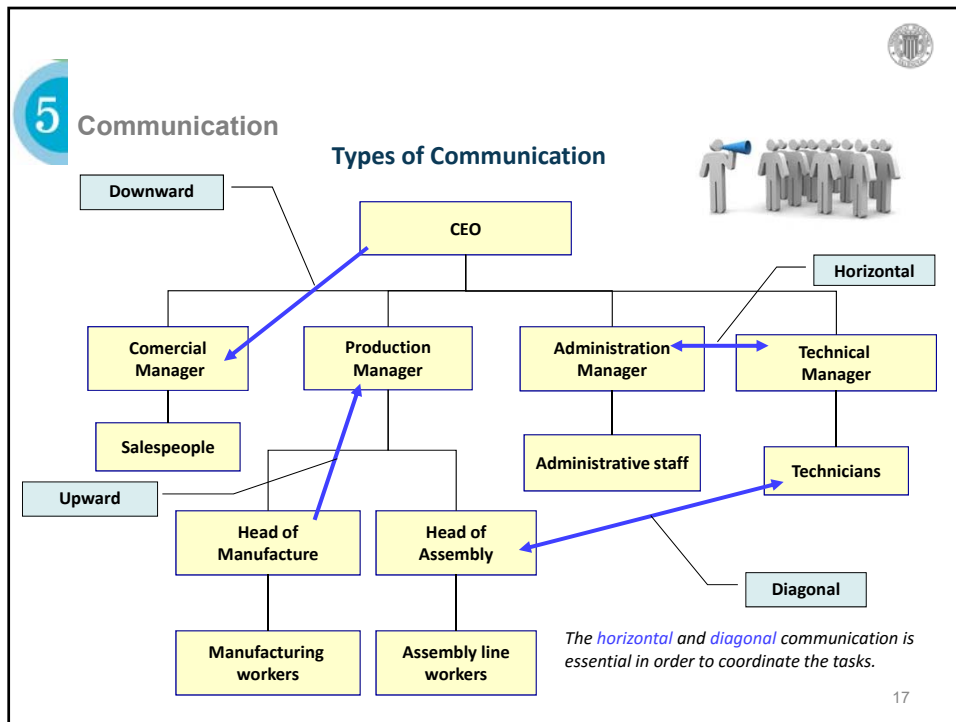 5
Communication
Types of Communication
Downward
CEO
Horizontal
Comercial
Manager
Production
Manager
Administration
Manager
Technical
Manager
Salespeople
Administrative staff
Technicians
Upward
Head of
Manufacture
Head of
Assembly
Diagonal
Manufacturing
workers
Assembly line
workers
The horizontal and diagonal communication is
essential in order to coordinate the tasks.
17